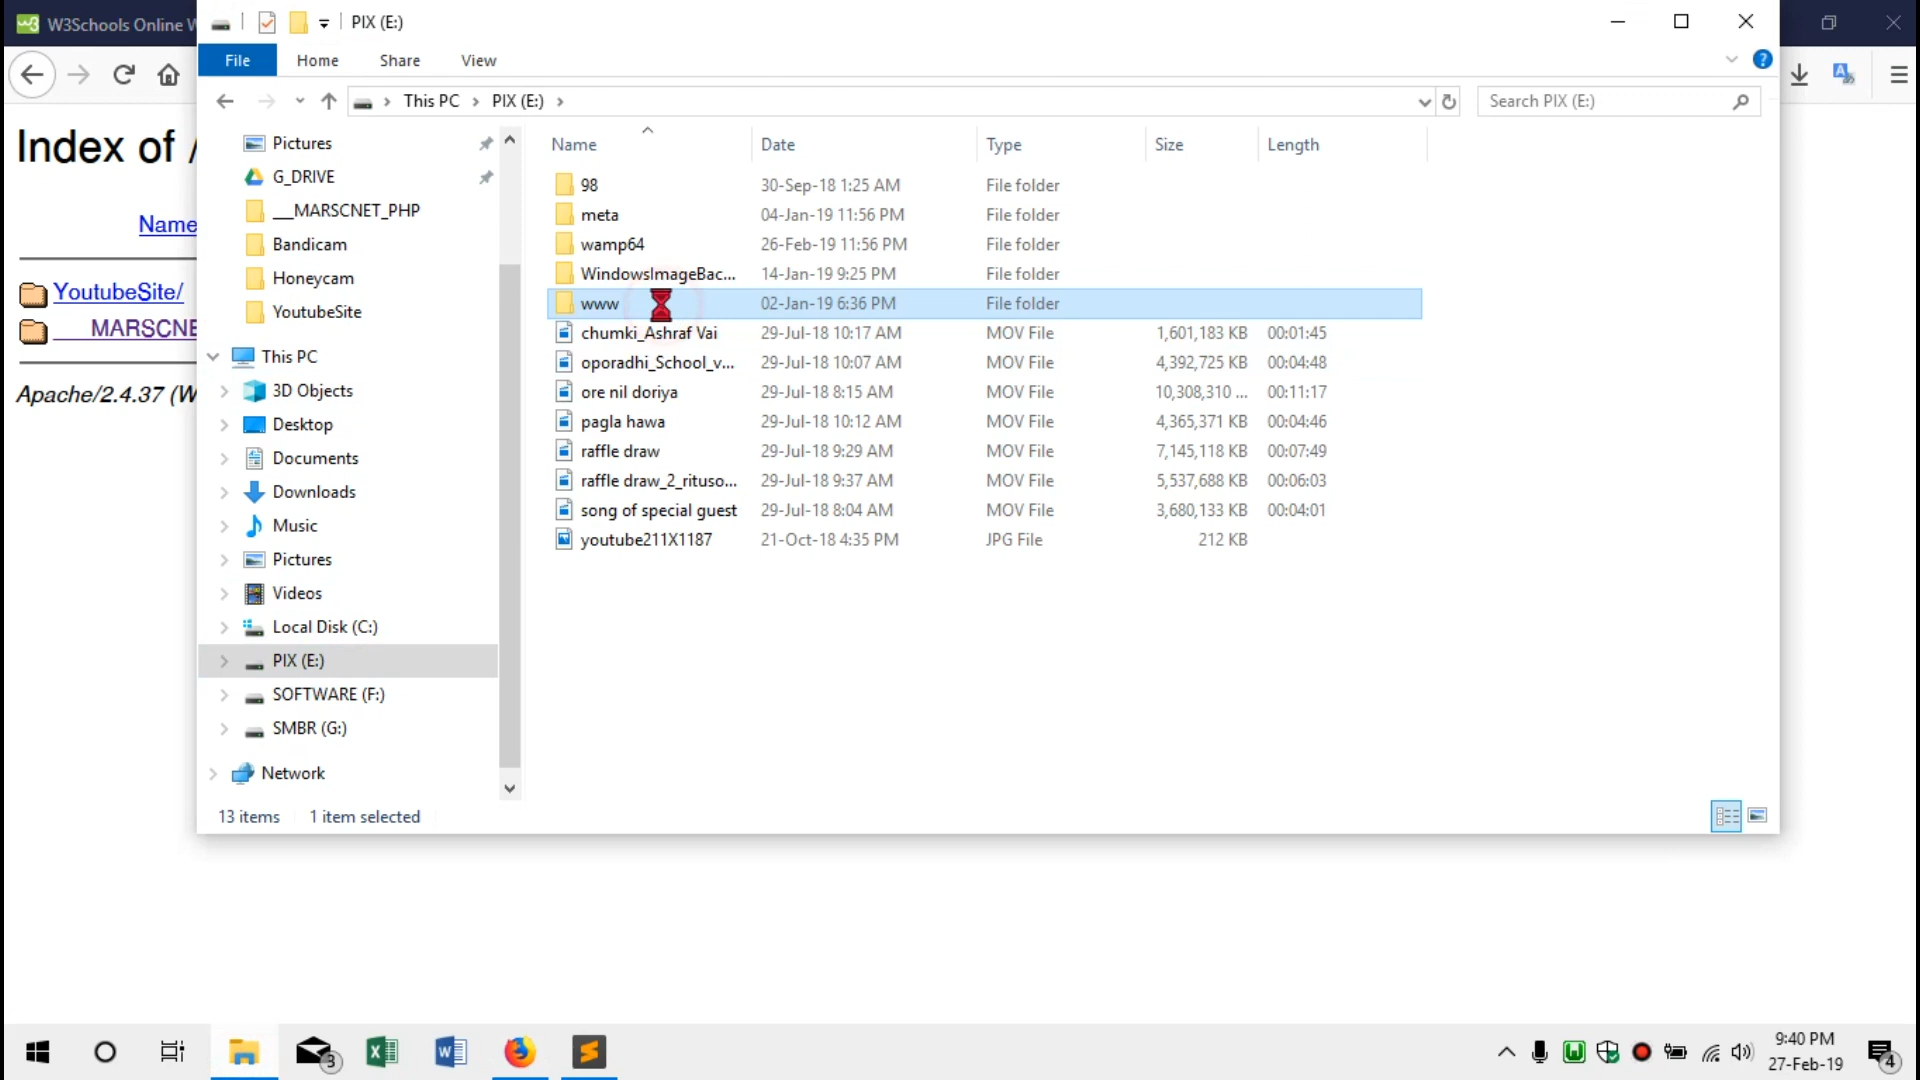 W3Schools Online W
PIX (E:)
File Home Share View
This PC PIX (E:)
Search PIX (E:)
Index of /
Name
YoutubeSite/
MARSCNE
Apache/2.4.37 (W
Pictures
G_DRIVE
___MARSCNET_PHP
Bandicam
Honeycam
YoutubeSite
This PC
3D Objects
Desktop
Documents
Downloads
Music
Pictures
Videos
Local Disk (C:)
PIX (E:)
SOFTWARE (F:)
SMBR (G:)
Network
Name Date Type Size Length
98 30-Sep-18 1:25 AM File folder
meta 04-Jan-19 11:56 PM File folder
wamp64 26-Feb-19 11:56 PM File folder
WindowsImageBac... 14-Jan-19 9:25 PM File folder
www 02-Jan-19 6:36 PM File folder
chumki_Ashraf Vai 29-Jul-18 10:17 AM MOV File 1,601,183 KB 00:01:45
oporadhi_School_v... 29-Jul-18 10:07 AM MOV File 4,392,725 KB 00:04:48
ore nil doriya 29-Jul-18 8:15 AM MOV File 10,308,310 ... 00:11:17
pagla hawa 29-Jul-18 10:12 AM MOV File 4,365,371 KB 00:04:46
raffle draw 29-Jul-18 9:29 AM MOV File 7,145,118 KB 00:07:49
raffle draw_2_rituso... 29-Jul-18 9:37 AM MOV File 5,537,688 KB 00:06:03
song of special guest 29-Jul-18 8:04 AM MOV File 3,680,133 KB 00:04:01
youtube211X1187 21-Oct-18 4:35 PM JPG File 212 KB
13 items 1 item selected
3
9:40 PM
27-Feb-19
4